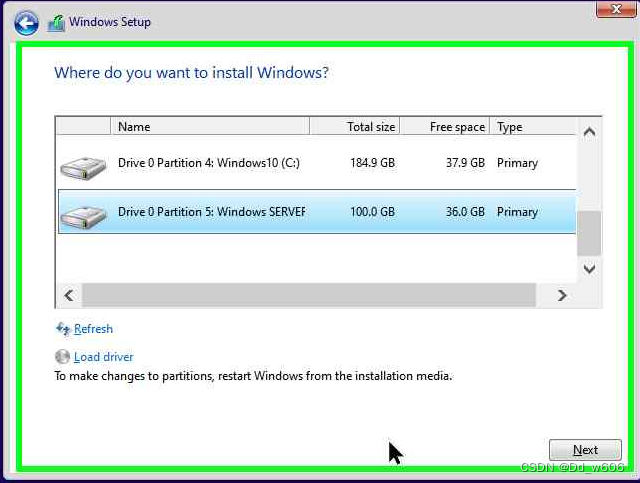 Windows Setup
Where do you want to install Windows?
Name Total size Free space Type
Drive 0 Partition 4: Windows10 (C:) 184.9 GB 37.9 GB Primary
Drive 0 Partition 5: Windows SERVER 100.0 GB 36.0 GB Primary
Refresh
Load driver
To make changes to partitions, restart Windows from the installation media.
Next
CSDN @Dd_w606